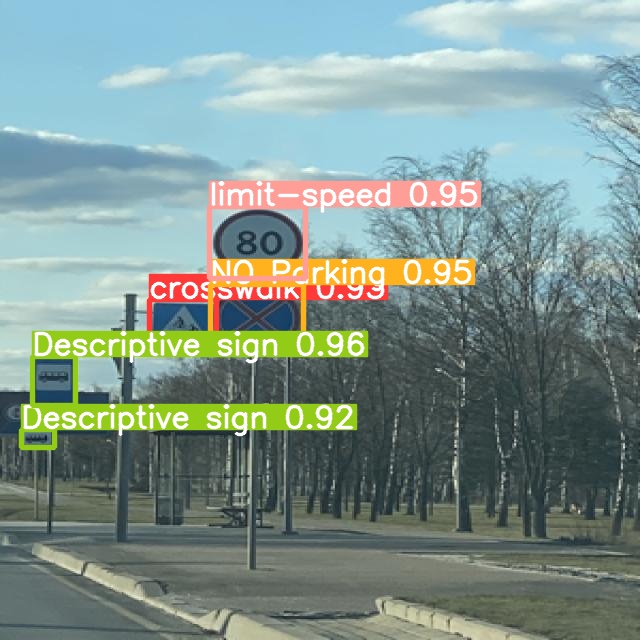 limit-speed 0.95
80
NO Parking 0.95
crosswalk 0.93
Descriptive sign 0.96
Descriptive sign 0.92